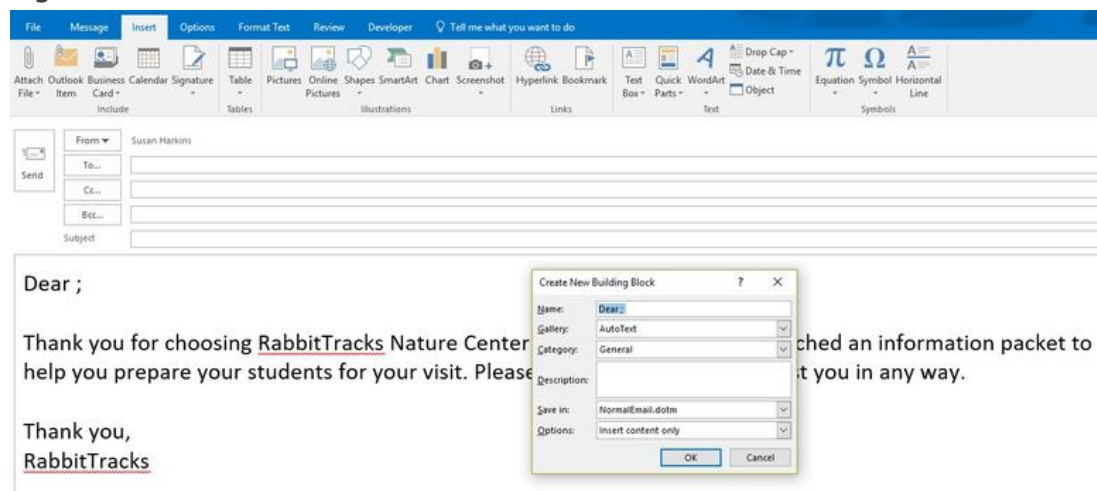 File Message Insert Options Format Text Review Developer Tell me what you want to do
Attach Outlook Business Calendar Signature Table Pictures Online Shapes SmartArt Chart Screenshot Hyperlink Bookmark Text Quick WordArt Drop Cap Equation Symbol Horizontal
File Item Card Pictures Box Parts Date & Time Line
Object
Include Tables Illustrations Links Text Symbols
From Susan Harkins
Send
To...
Cc...
Bcc...
Subject
Dear ;
Thank you for choosing RabbitTracks Nature Center
ched an information packet to
help you prepare your students for your visit. Please
t you in any way.
Thank you,
RabbitTracks
Create New Building Block ? X
Name: Dear ;
Gallery: AutoText
Category: General
Description:
Save in: NormalEmail.dotm
Options: Insert content only
OK Cancel